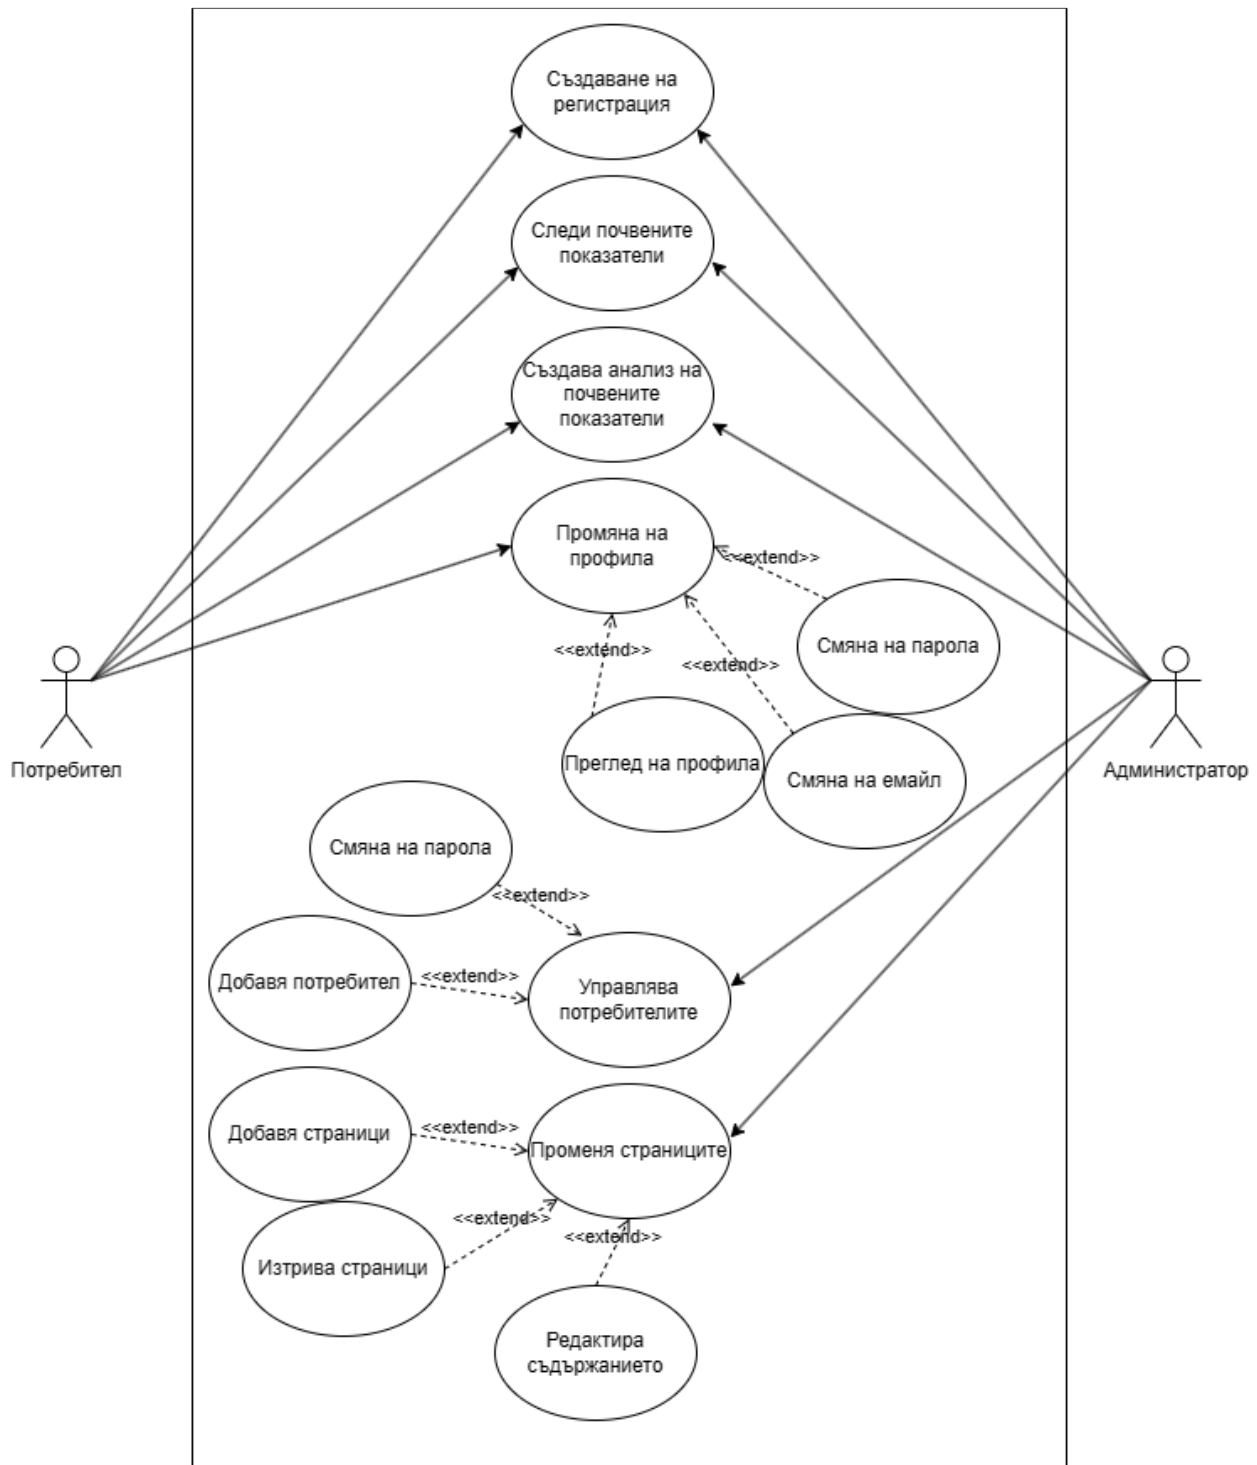 Създаване на
регистрация
Следи почвените
показатели
Създава анализ на
почвените
показатели
Промяна на
профила
<<extend>>
<<extend>>
<<extend>>
Смяна на парола
Потребител
Преглед на профила
Смяна на емайл
Администратор
Смяна на парола
<<extend>>
Добавя потребител
<<extend>>
Управлява
потребителите
Добавя страници
<<extend>>
Променя страниците
<<extend>>
<<extend>>
Изтрива страници
Редактира
съдържанието